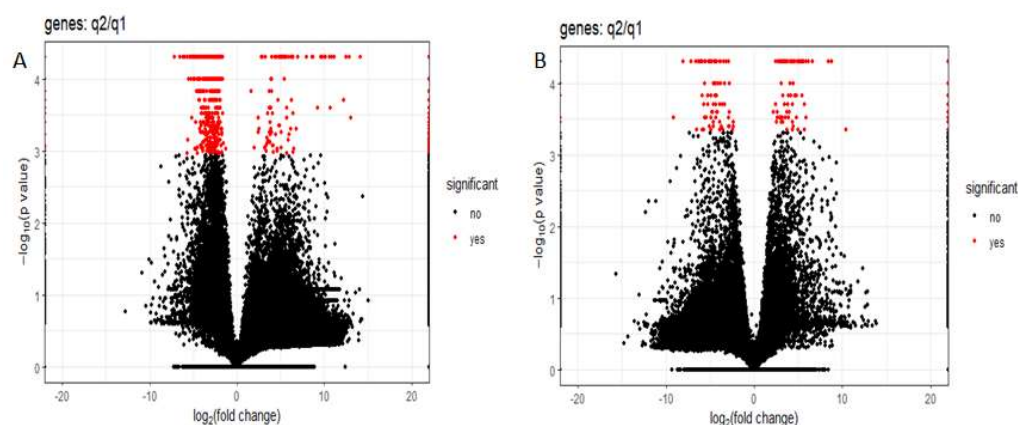 genes: q2/q1
A
4
3
2
1
0
−log10(p value)
-20
-10
0
10
20
log2(fold change)
significant
no
yes
genes: q2/q1
B
4
3
2
1
0
−log10(p value)
-20
-10
0
10
20
log2(fold change)
significant
no
yes